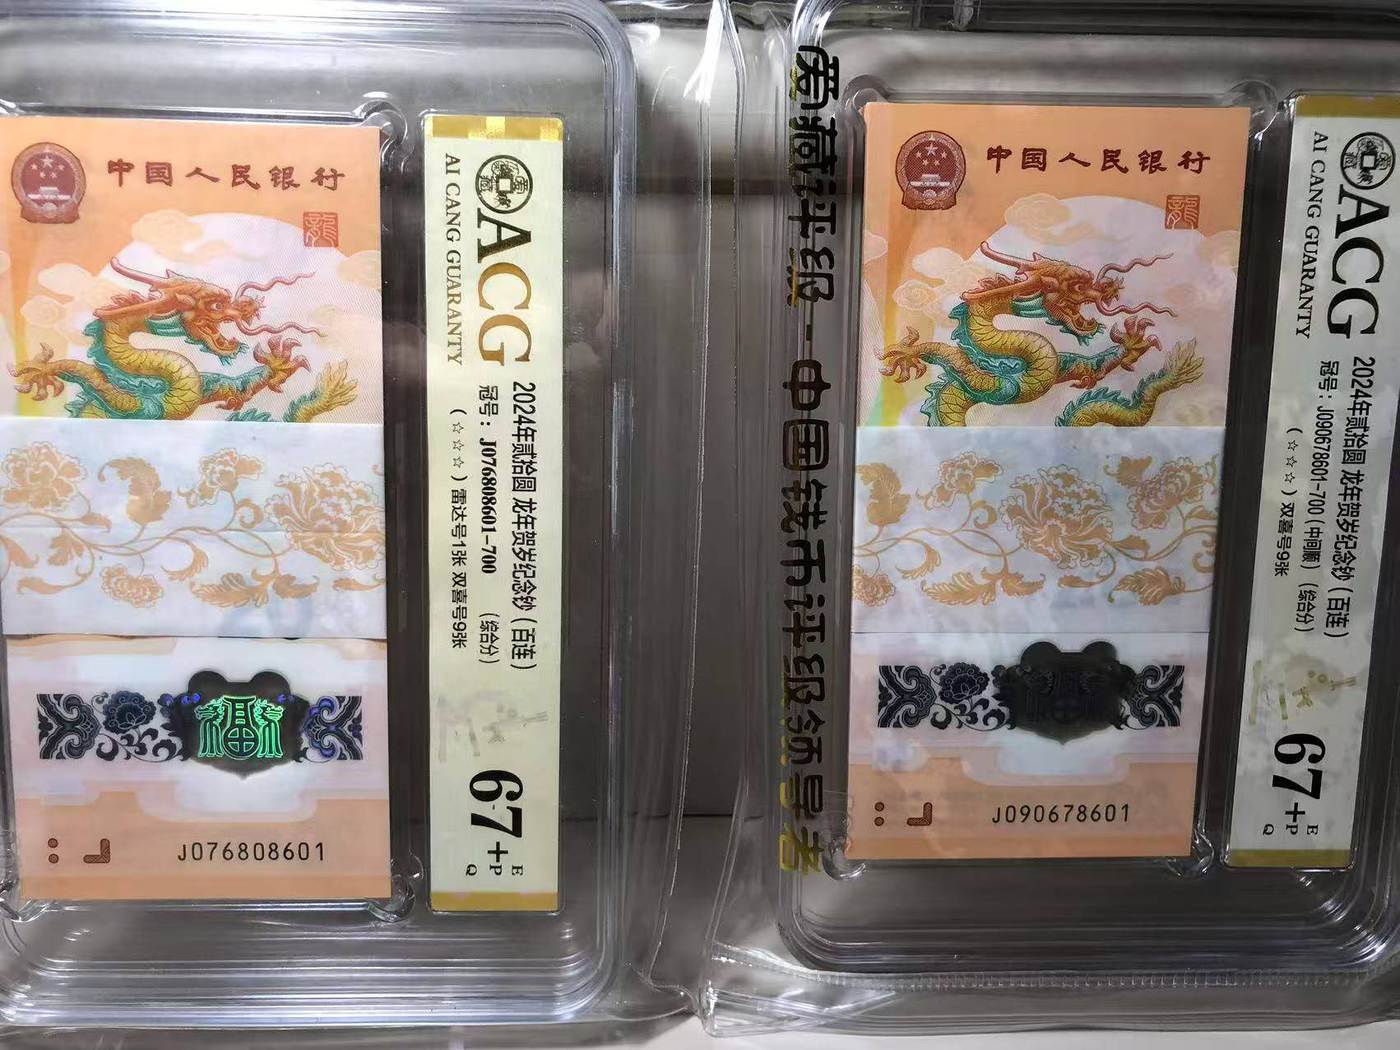 中国人民银行
福
J076808601
ACG
AI CANG GUARANTY
2024年贰拾圆 龙年贺岁纪念钞（百连）
冠号：J076808601-700 （综合分）
（☆☆☆）雷达号1张 双喜号9张
67+
E
P
Q
爱藏评级-中国钱币评级领导者
中国人民银行
J090678601
ACG
AI CANG GUARANTY
2024年贰拾圆 龙年贺岁纪念钞（百连）
冠号：J090678601-700（中间顺）（综合分）
（☆☆☆）双喜号9张
67+
E
P
Q